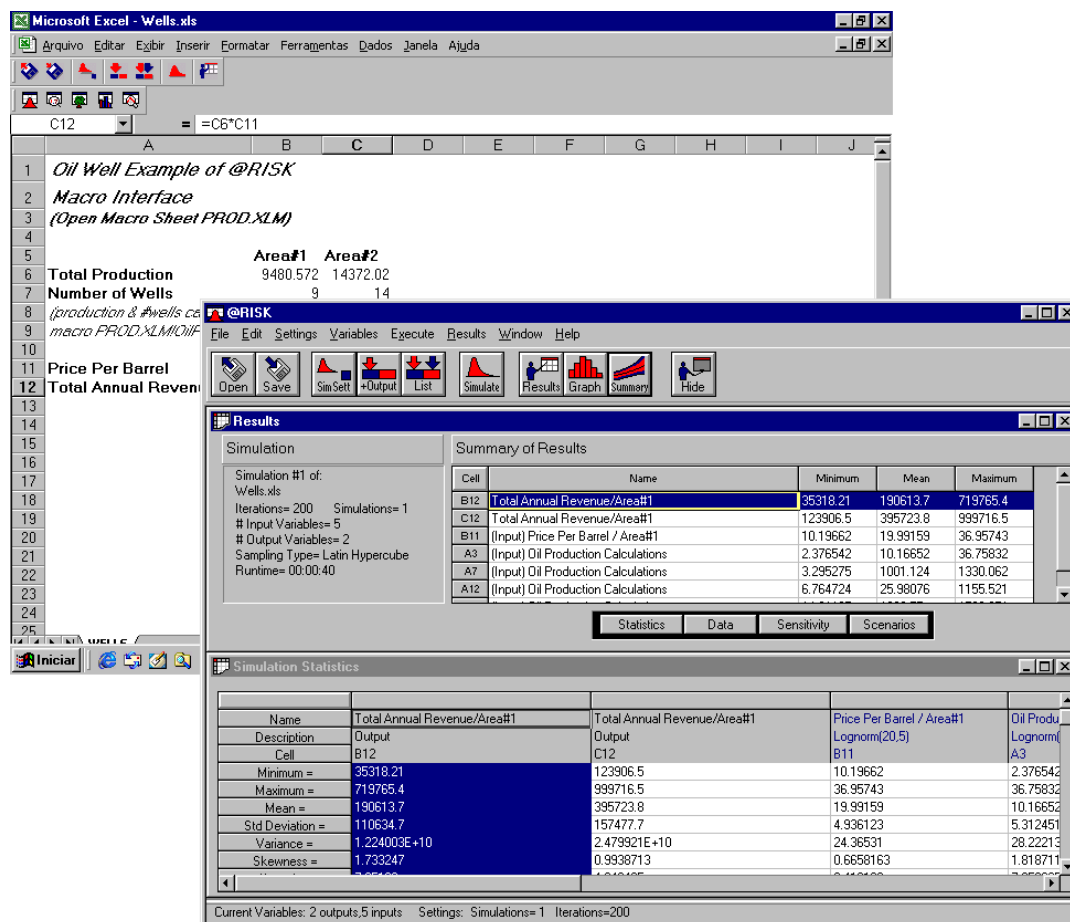 Microsoft Excel - Wells.xls
Arquivo Editar Exibir Inserir Formatar Ferramentas Dados Janela Ajuda
C12 = =C6*C11
A B C D E F G H I J
1 Oil Well Example of @RISK
2 Macro Interface
3 (Open Macro Sheet PROD.XLM)
4
5 Area#1 Area#2
6 Total Production 9480.572 14372.02
7 Number of Wells 9 14
8 (production & #wells ca
9 macro PROD.XLM!OilP
10
11 Price Per Barrel
12 Total Annual Reven
13
14
15
16
17
18
19
20
21
22
23
24
25
WELLS
Iniciar
@RISK
File Edit Settings Variables Execute Results Window Help
Open Save SimSett +Output List Simulate Results Graph Summary Hide
Results
Simulation
Simulation #1 of:
Wells.xls
Iterations= 200 Simulations= 1
# Input Variables= 5
# Output Variables= 2
Sampling Type= Latin Hypercube
Runtime= 00:00:40
Summary of Results
Cell Name Minimum Mean Maximum
B12 Total Annual Revenue/Area#1 35318.21 190613.7 719765.4
C12 Total Annual Revenue/Area#1 123906.5 395723.8 999716.5
B11 (Input) Price Per Barrel / Area#1 10.19662 19.99159 36.95743
A3 (Input) Oil Production Calculations 2.376542 10.16652 36.75832
A7 (Input) Oil Production Calculations 3.295275 1001.124 1330.062
A12 (Input) Oil Production Calculations 6.764724 25.98076 1155.521
Statistics Data Sensitivity Scenarios
Simulation Statistics
Name Total Annual Revenue/Area#1 Total Annual Revenue/Area#1 Price Per Barrel / Area#1 Oil Produ
Description Output Output Lognorm(20,5) Lognorm(
Cell B12 C12 B11 A3
Minimum = 35318.21 123906.5 10.19662 2.376542
Maximum = 719765.4 999716.5 36.95743 36.75832
Mean = 190613.7 395723.8 19.99159 10.16652
Std Deviation = 110634.7 157477.7 4.936123 5.312451
Variance = 1.224003E+10 2.479921E+10 24.36531 28.22213
Skewness = 1.733247 0.9938713 0.6658163 1.818711
Current Variables: 2 outputs,5 inputs Settings: Simulations= 1 Iterations=200